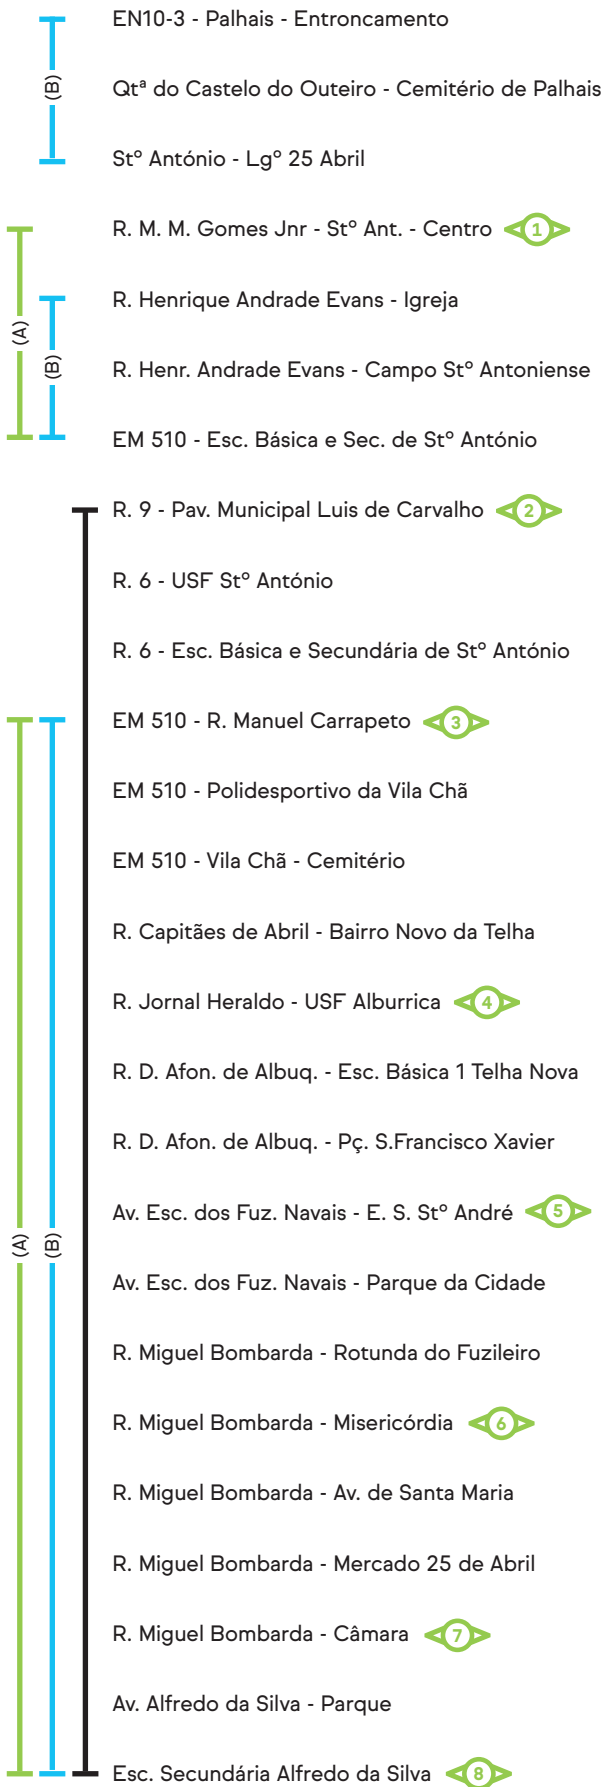 EN10-3 - Palhais - Entroncamento
(B)
Qtª do Castelo do Outeiro - Cemitério de Palhais
Stº António - Lgº 25 Abril
R. M. M. Gomes Jnr - Stº Ant. - Centro 1
R. Henrique Andrade Evans - Igreja
(A)
(B)
R. Henr. Andrade Evans - Campo Stº Antoniense
EM 510 - Esc. Básica e Sec. de Stº António
R. 9 - Pav. Municipal Luis de Carvalho 2
R. 6 - USF Stº António
R. 6 - Esc. Básica e Secundária de Stº António
EM 510 - R. Manuel Carrapeto 3
EM 510 - Polidesportivo da Vila Chã
EM 510 - Vila Chã - Cemitério
R. Capitães de Abril - Bairro Novo da Telha
R. Jornal Heraldo - USF Alburrica 4
R. D. Afon. de Albuq. - Esc. Básica 1 Telha Nova
R. D. Afon. de Albuq. - Pç. S.Francisco Xavier
Av. Esc. dos Fuz. Navais - E. S. Stº André 5
(A) (B)
Av. Esc. dos Fuz. Navais - Parque da Cidade
R. Miguel Bombarda - Rotunda do Fuzileiro
R. Miguel Bombarda - Misericórdia 6
R. Miguel Bombarda - Av. de Santa Maria
R. Miguel Bombarda - Mercado 25 de Abril
R. Miguel Bombarda - Câmara 7
Av. Alfredo da Silva - Parque
Esc. Secundária Alfredo da Silva 8